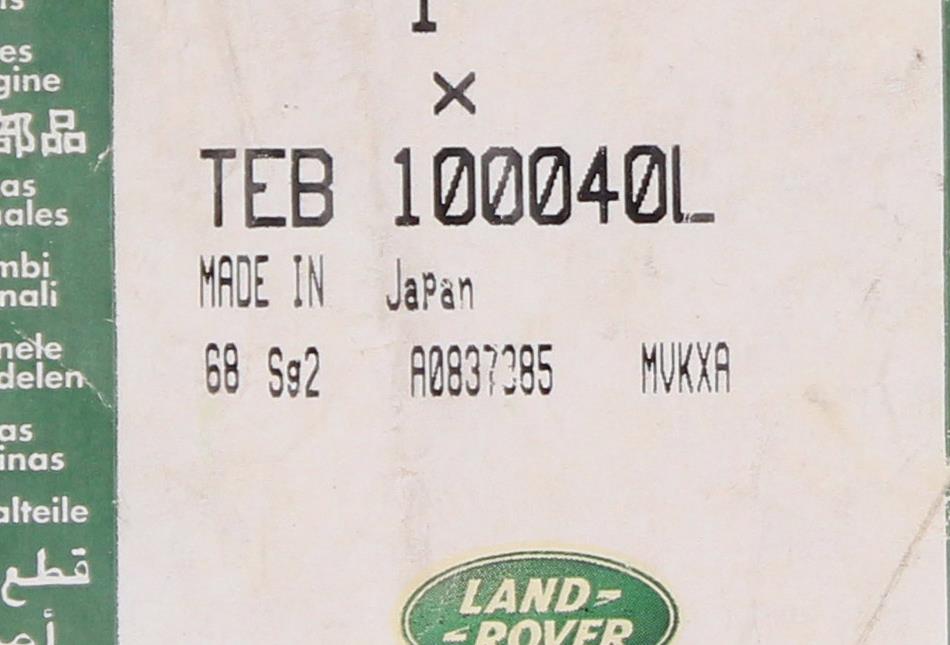 1
×
TEB 100040L
MADE IN Japan
68 Sg2 A0837385 MVKXA
LAND-
-ROVER
es
gine
部品
as
ales
mbi
nali
nele
delen
as
inas
alteile
قطع